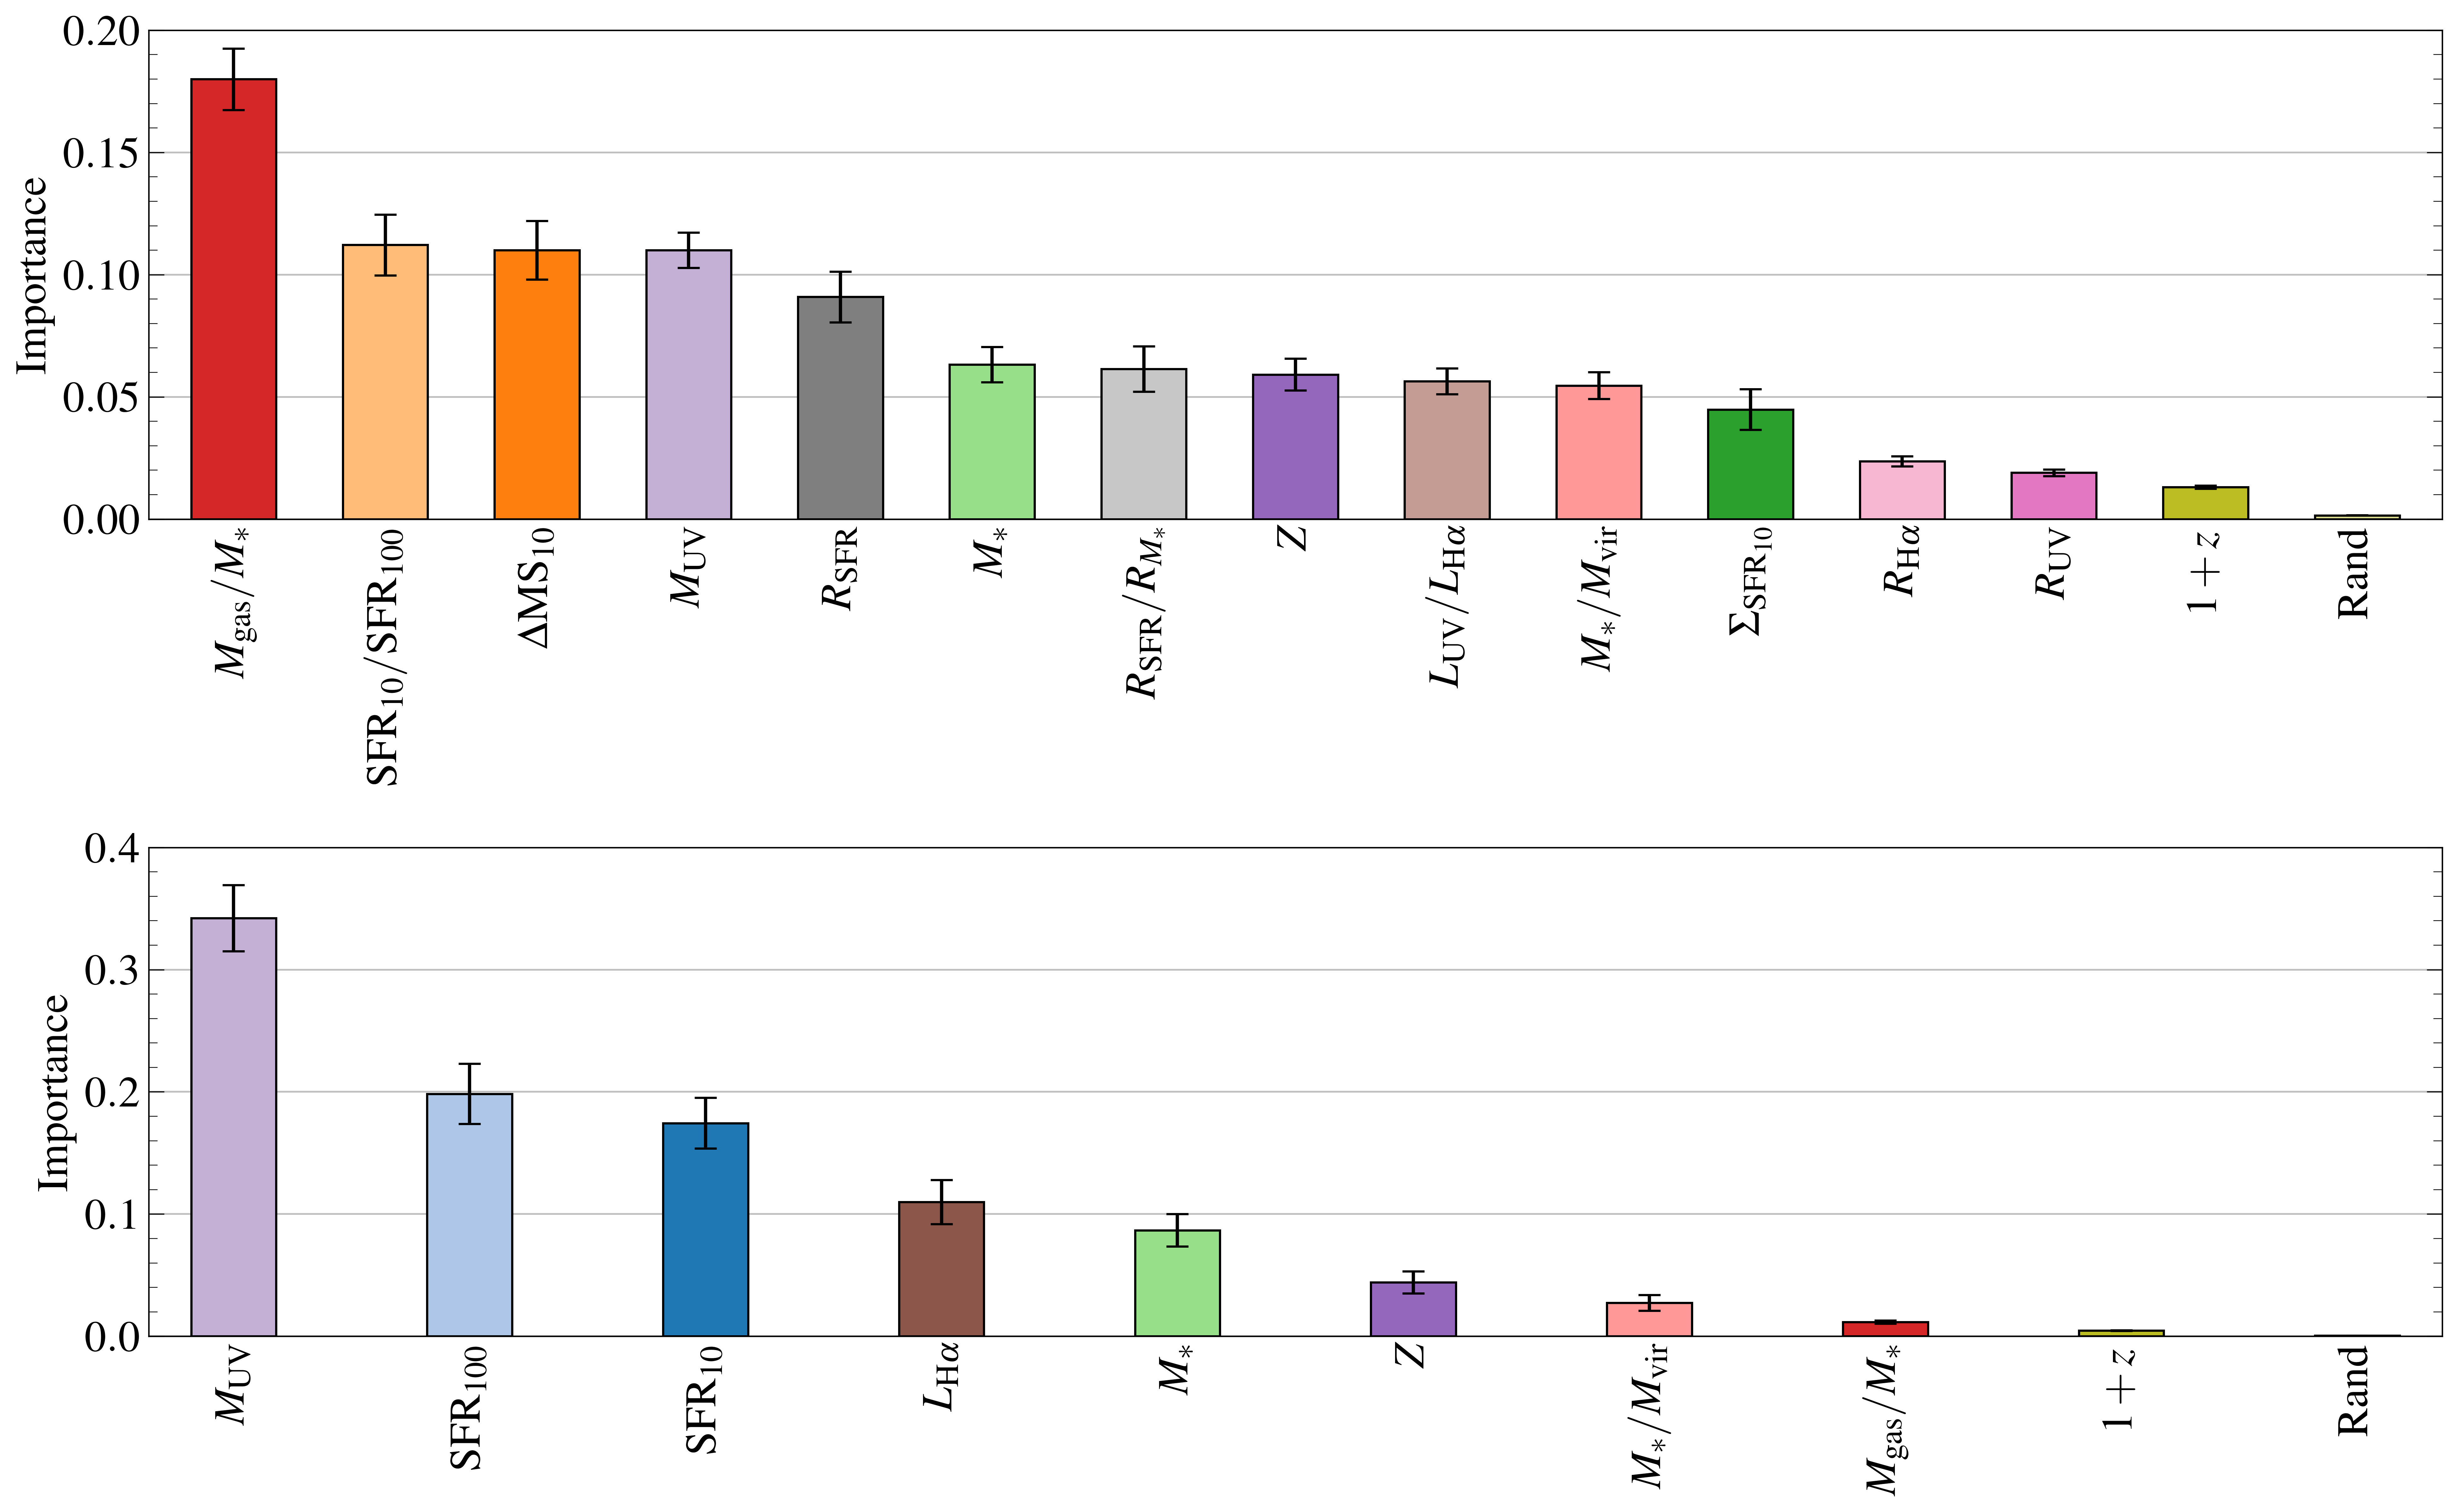 Importance
0.20
0.15
0.10
0.05
0.00
M_gas/M_*
SFR_10/SFR_100
ΔMS_10
M_UV
R_SFR
M_*
R_SFR/R_M_*
Z
L_UV/L_Hα
M_*/M_vir
Σ_SFR_10
R_Hα
R_UV
1+z
Rand
Importance
0.4
0.3
0.2
0.1
0.0
M_UV
SFR_100
SFR_10
L_Hα
M_*
Z
M_*/M_vir
M_gas/M_*
1+z
Rand